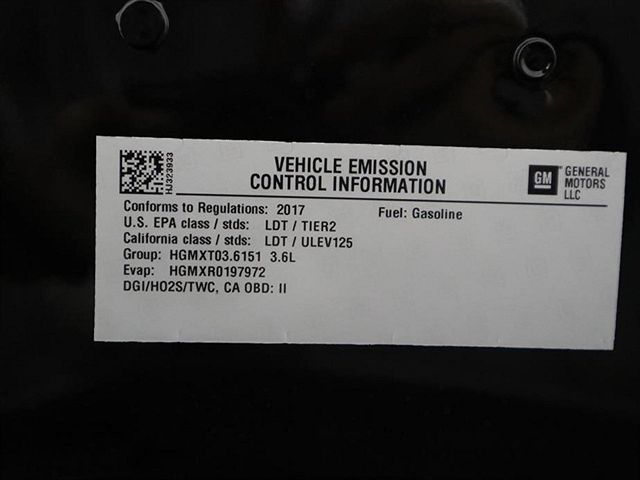 HJ323933
VEHICLE EMISSION
CONTROL INFORMATION
GM
GENERAL
MOTORS
LLC
Conforms to Regulations: 2017 Fuel: Gasoline
U.S. EPA class / stds: LDT / TIER2
California class / stds: LDT / ULEV125
Group: HGMXT03.6151 3.6L
Evap: HGMXR0197972
DGI/HO2S/TWC, CA OBD: II